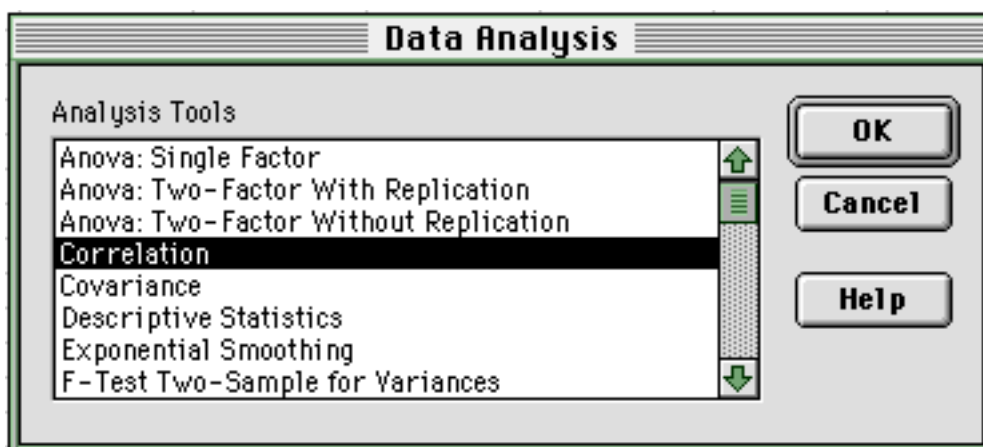 Data Analysis
Analysis Tools
Anova: Single Factor
Anova: Two-Factor With Replication
Anova: Two-Factor Without Replication
Correlation
Covariance
Descriptive Statistics
Exponential Smoothing
F-Test Two-Sample for Variances
OK
Cancel
Help